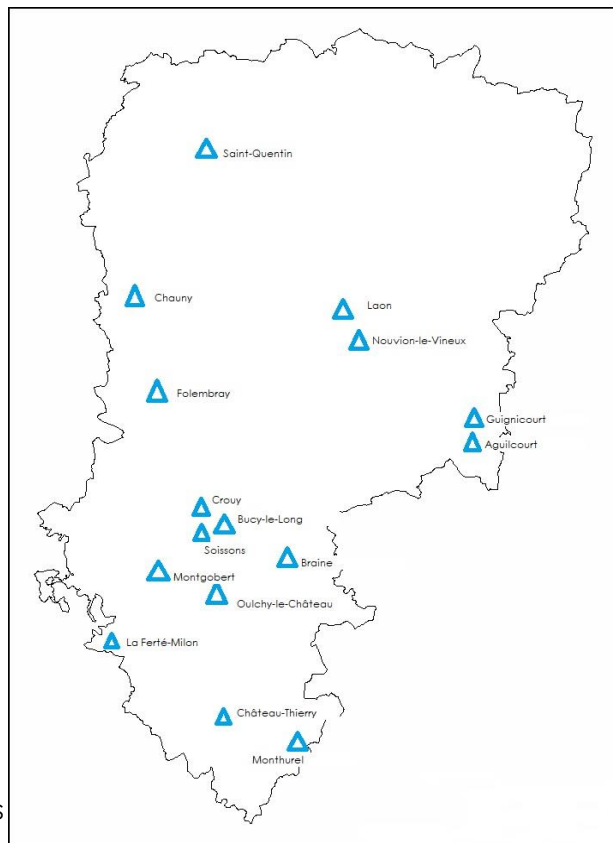 Saint-Quentin
Chauny
Laon
Nouvion-le-Vineux
Folembray
Guignicourt
Aguilcourt
Crouy
Bucy-le-Long
Soissons
Braine
Montgobert
Oulchy-le-Château
La Ferté-Milon
Château-Thierry
Monthurel
s